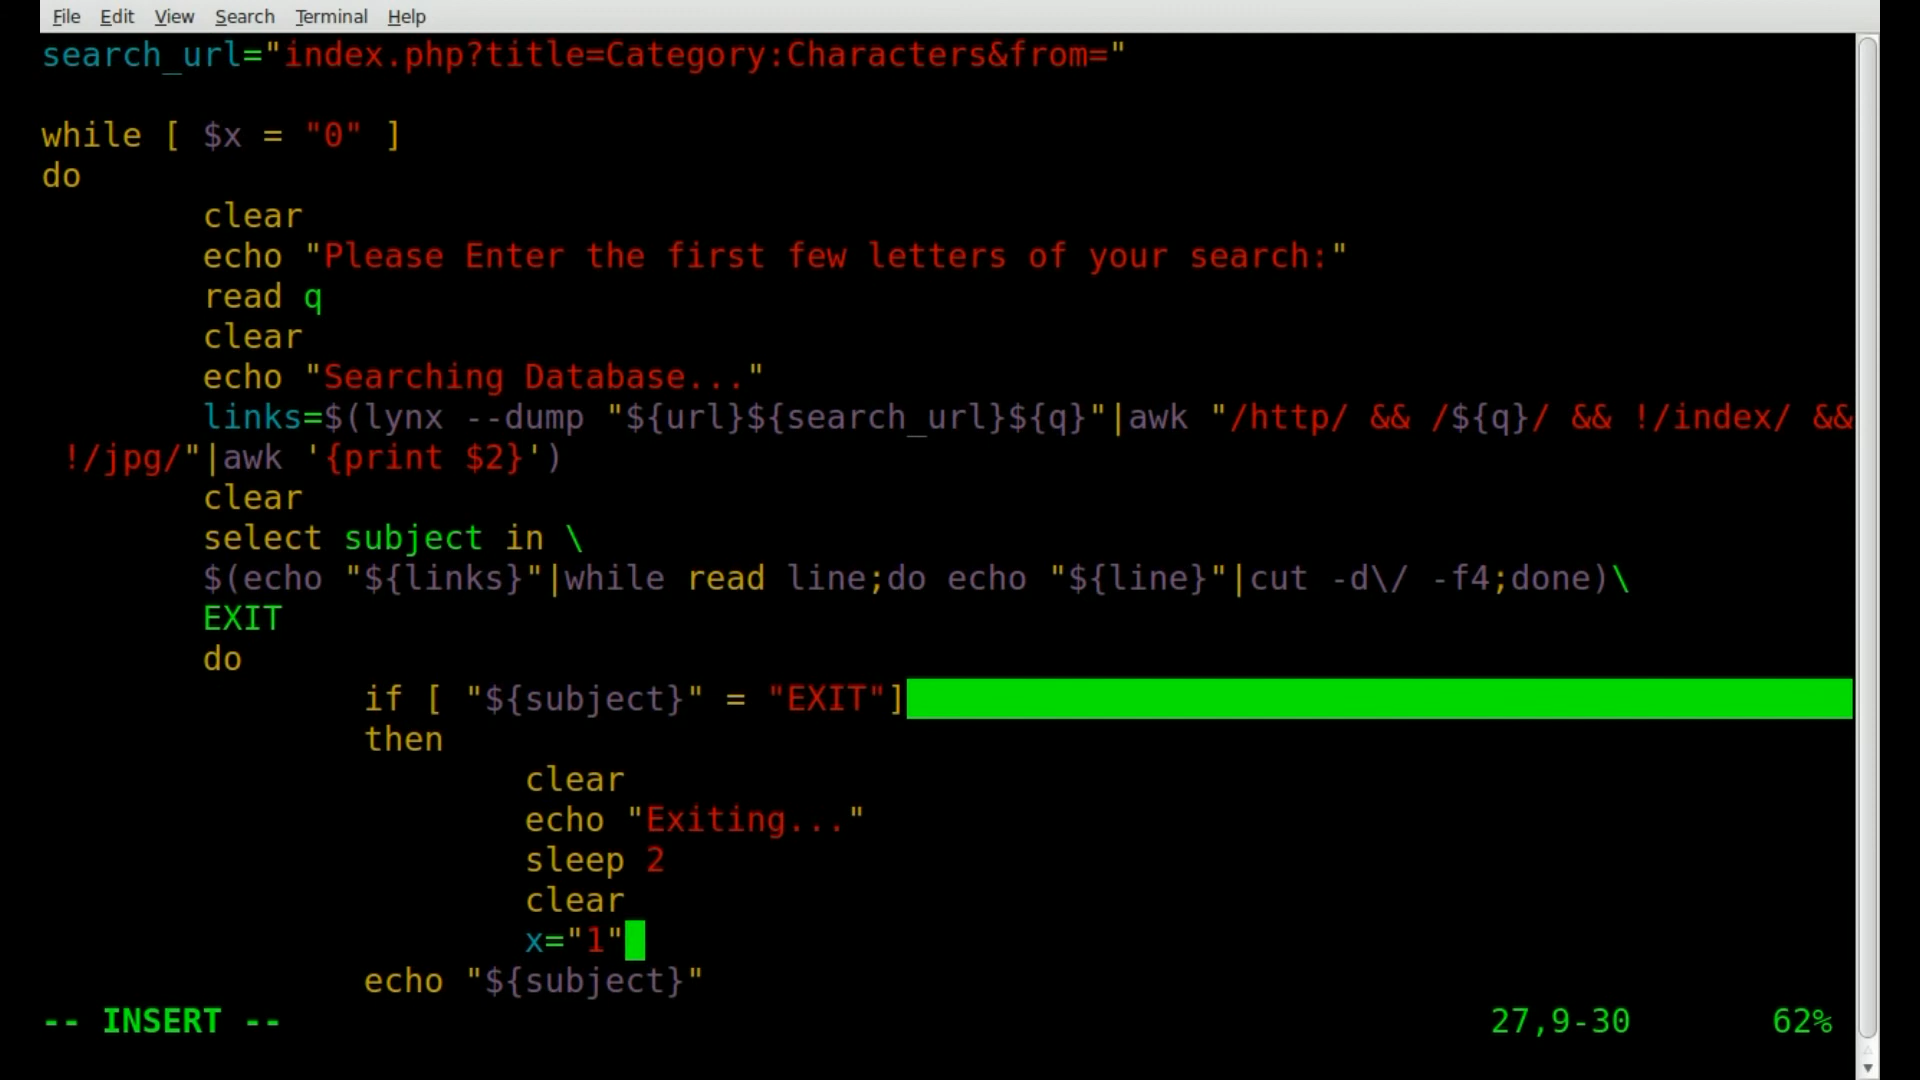 File Edit View Search Terminal Help
search_url="index.php?title=Category:Characters&from="
while [ $x = "0" ]
do
clear
echo "Please Enter the first few letters of your search:"
read q
clear
echo "Searching Database..."
links=$(lynx --dump "${url}${search_url}${q}"|awk "/http/ && /${q}/ && !/index/ &&
!/jpg/"|awk '{print $2}')
clear
select subject in \
$(echo "${links}"|while read line;do echo "${line}"|cut -d\/ -f4;done)\
EXIT
do
if [ "${subject}" = "EXIT"]
then
clear
echo "Exiting..."
sleep 2
clear
x="1"
echo "${subject}"
-- INSERT -- 27,9-30 62%